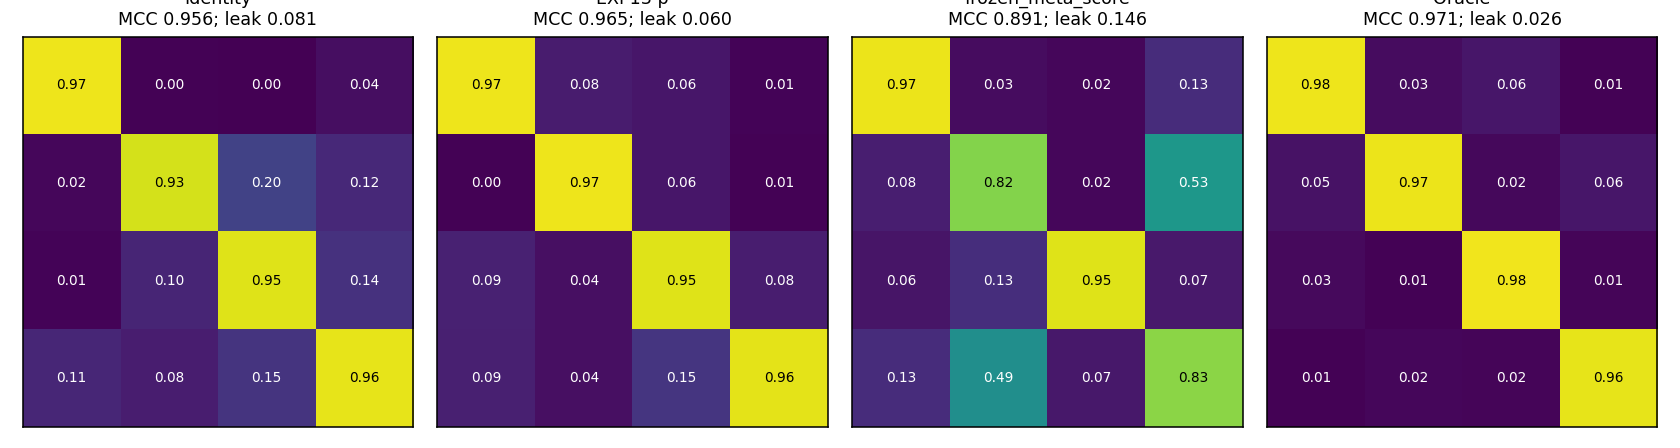 Identity
MCC 0.956; leak 0.081
0.97 0.00 0.00 0.04
0.02 0.93 0.20 0.12
0.01 0.10 0.95 0.14
0.11 0.08 0.15 0.96
MCC 0.965; leak 0.060
0.97 0.08 0.06 0.01
0.00 0.97 0.06 0.01
0.09 0.04 0.95 0.08
0.09 0.04 0.15 0.96
frozen_meta_score
MCC 0.891; leak 0.146
0.97 0.03 0.02 0.13
0.08 0.82 0.02 0.53
0.06 0.13 0.95 0.07
0.13 0.49 0.07 0.83
Oracle
MCC 0.971; leak 0.026
0.98 0.03 0.06 0.01
0.05 0.97 0.02 0.06
0.03 0.01 0.98 0.01
0.01 0.02 0.02 0.96